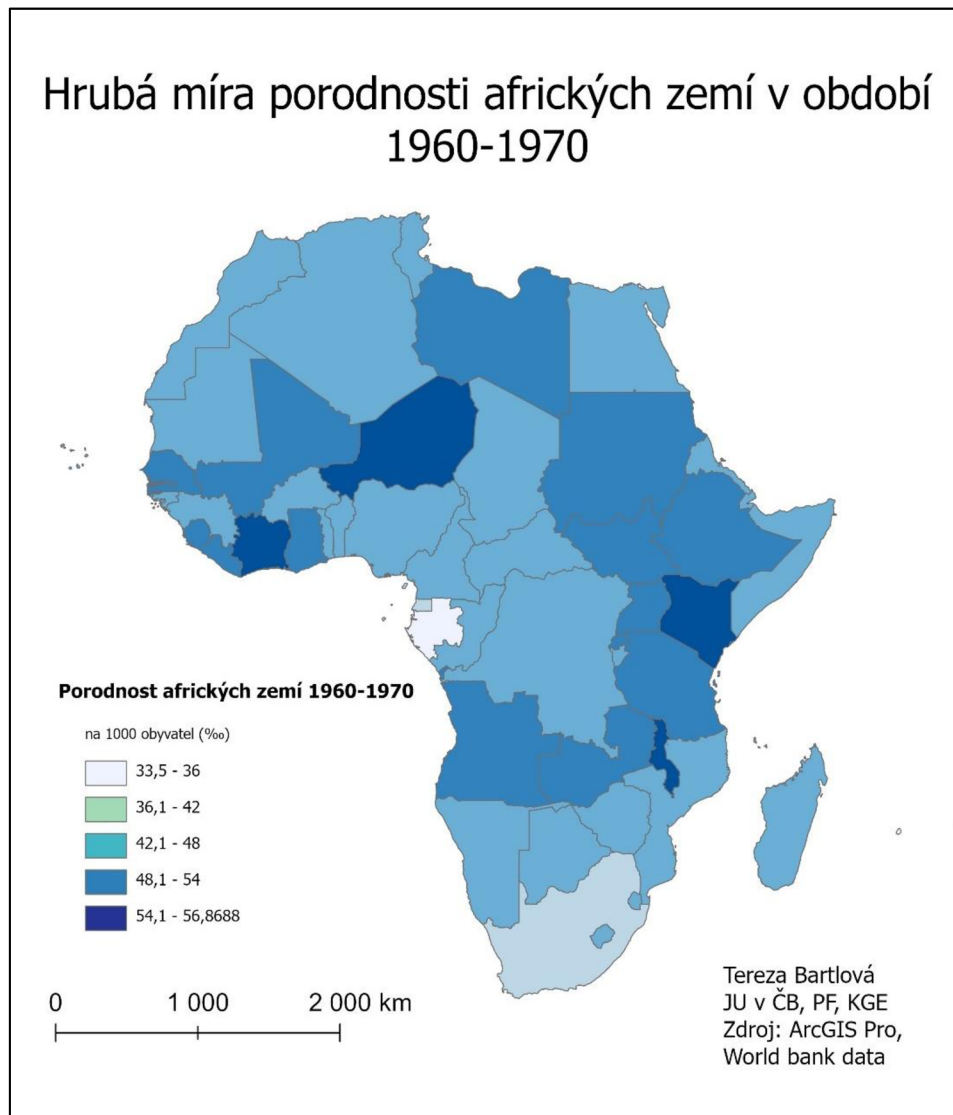 Hrubá míra porodnosti afrických zemí v období
1960-1970
Porodnost afrických zemí 1960-1970
na 1000 obyvatel (‰)
33,5 - 36
36,1 - 42
42,1 - 48
48,1 - 54
54,1 - 56,8688
0 1 000 2 000 km
Tereza Bartlová
JU v ČB, PF, KGE
Zdroj: ArcGIS Pro,
World bank data